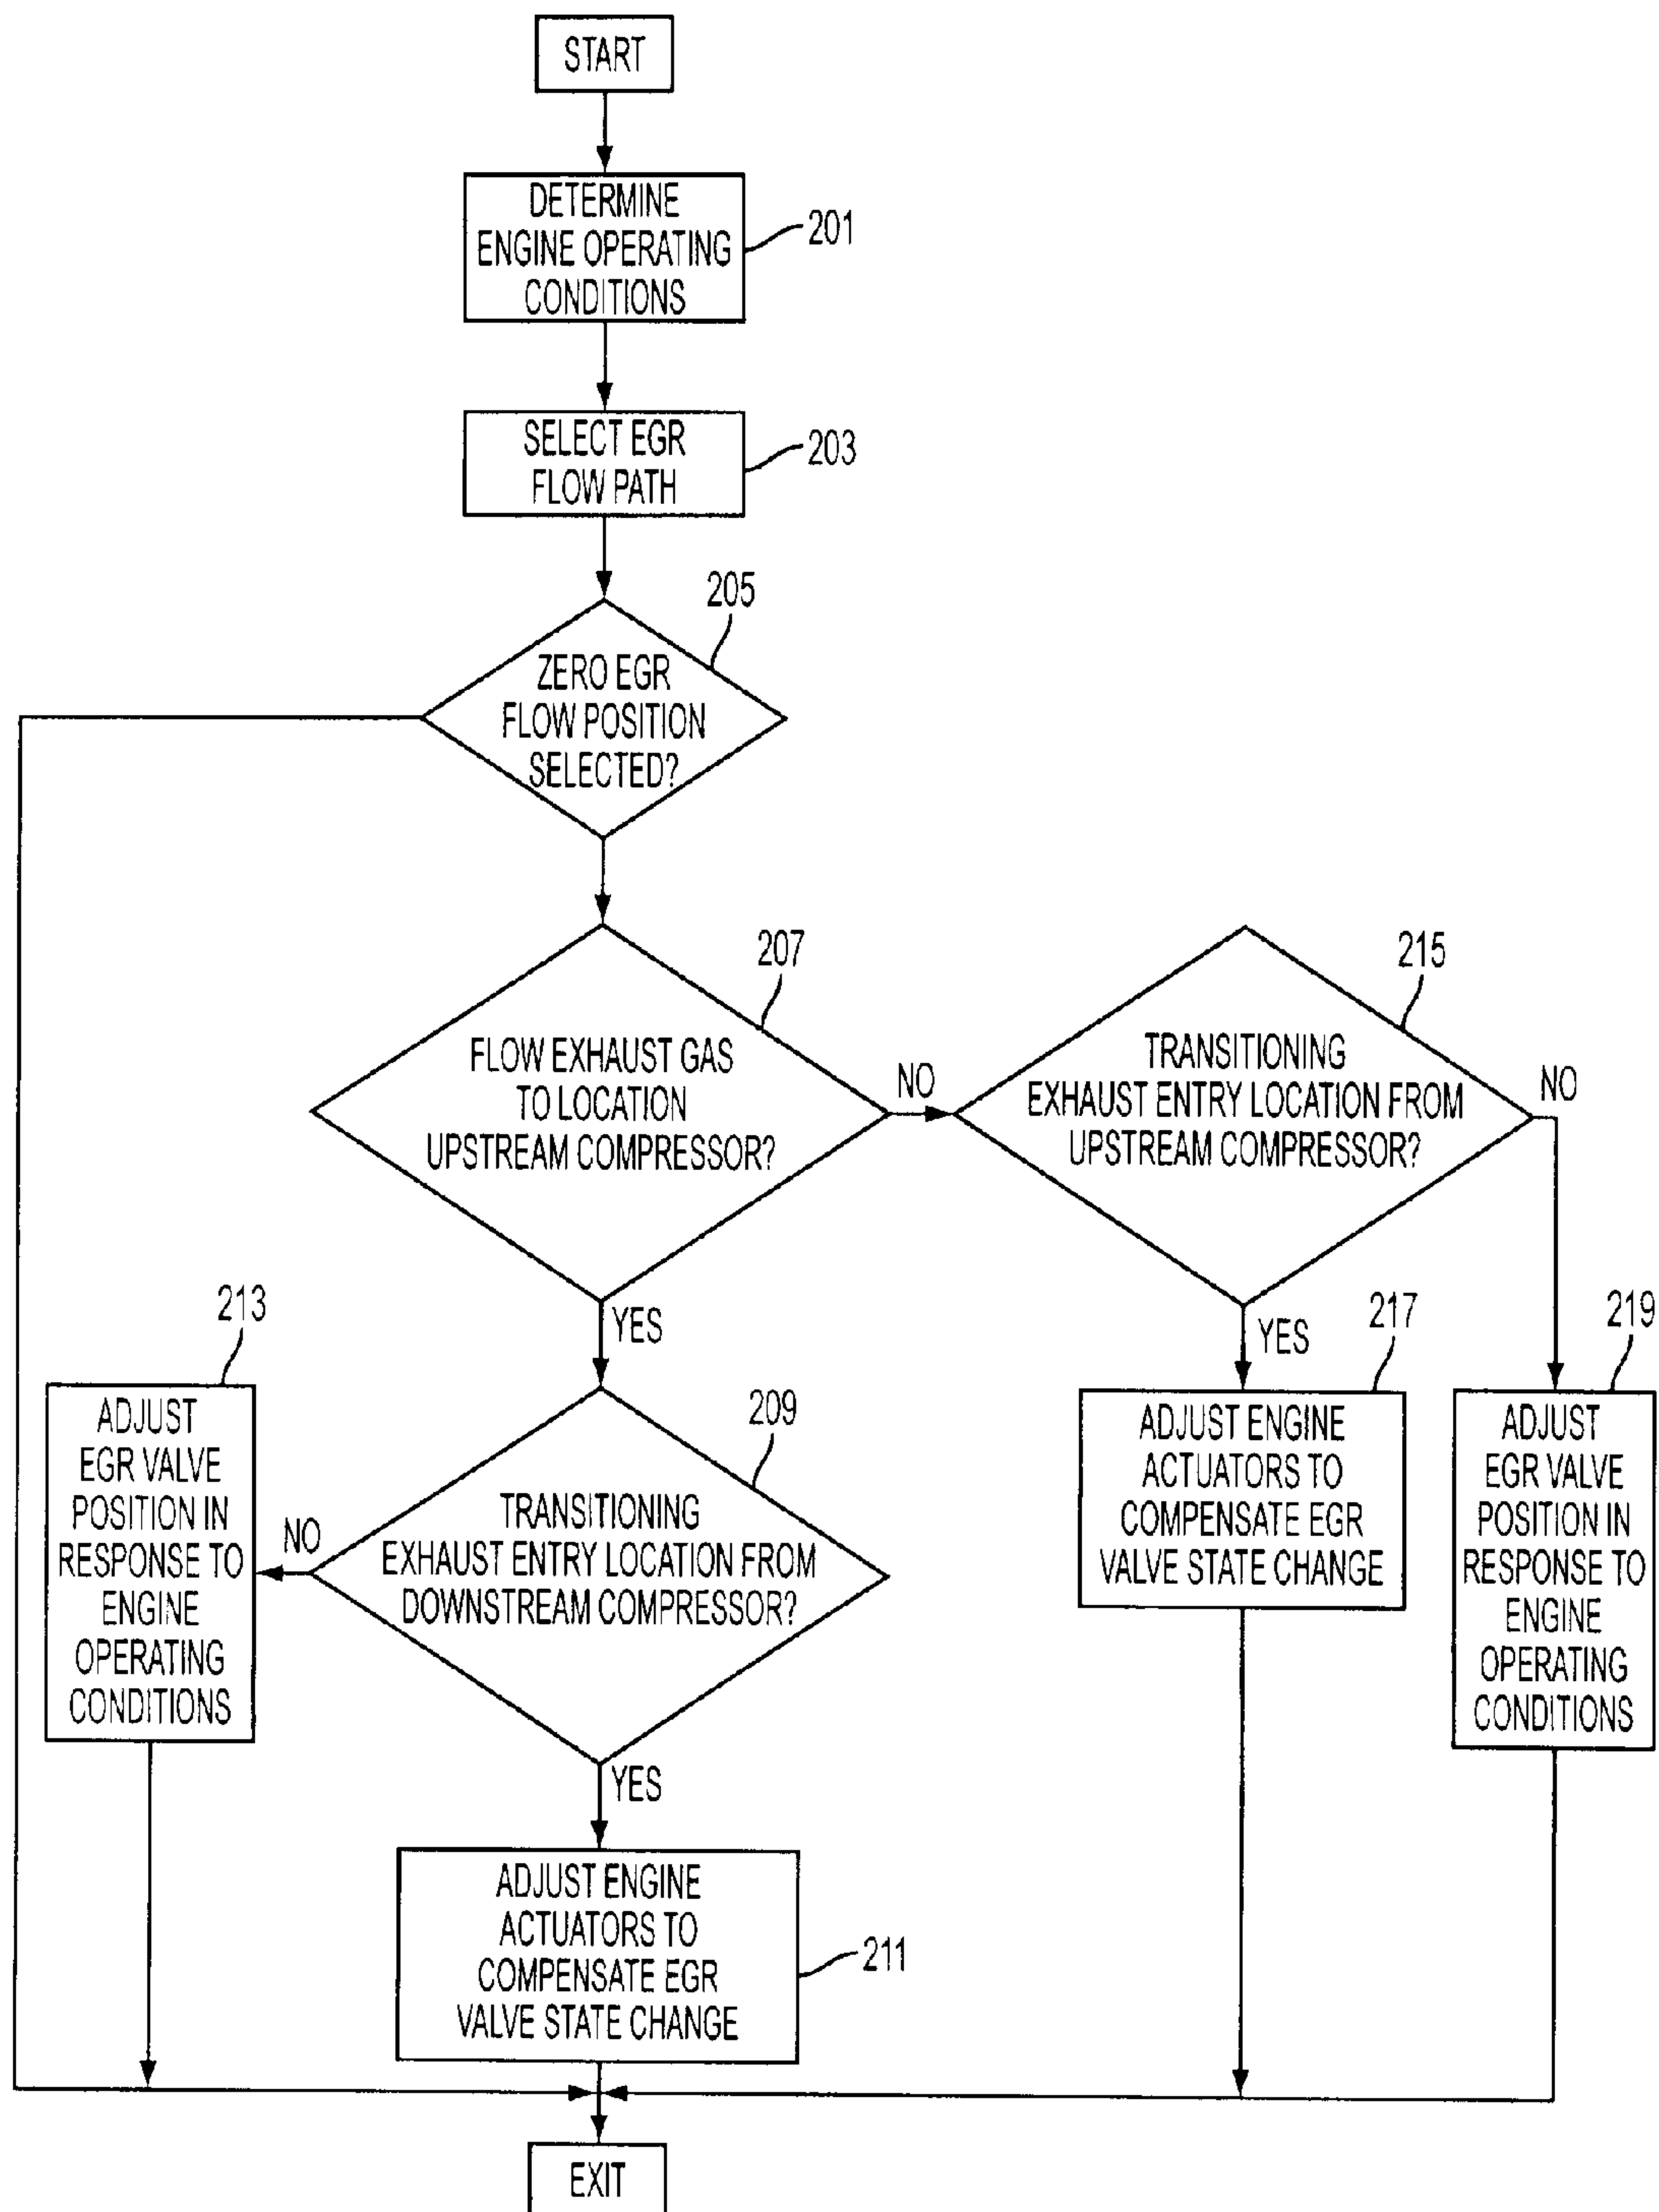 START
DETERMINE
ENGINE OPERATING
CONDITIONS
201
SELECT EGR
FLOW PATH
203
205
ZERO EGR
FLOW POSITION
SELECTED?
207
FLOW EXHAUST GAS
TO LOCATION
UPSTREAM COMPRESSOR?
NO
YES
215
TRANSITIONING
EXHAUST ENTRY LOCATION FROM
UPSTREAM COMPRESSOR?
NO
YES
213
ADJUST
EGR VALVE
POSITION IN
RESPONSE TO
ENGINE
OPERATING
CONDITIONS
NO
209
TRANSITIONING
EXHAUST ENTRY LOCATION FROM
DOWNSTREAM COMPRESSOR?
YES
217
ADJUST ENGINE
ACTUATORS TO
COMPENSATE EGR
VALVE STATE CHANGE
219
ADJUST
EGR VALVE
POSITION IN
RESPONSE TO
ENGINE
OPERATING
CONDITIONS
ADJUST ENGINE
ACTUATORS TO
COMPENSATE EGR
VALVE STATE CHANGE
211
EXIT